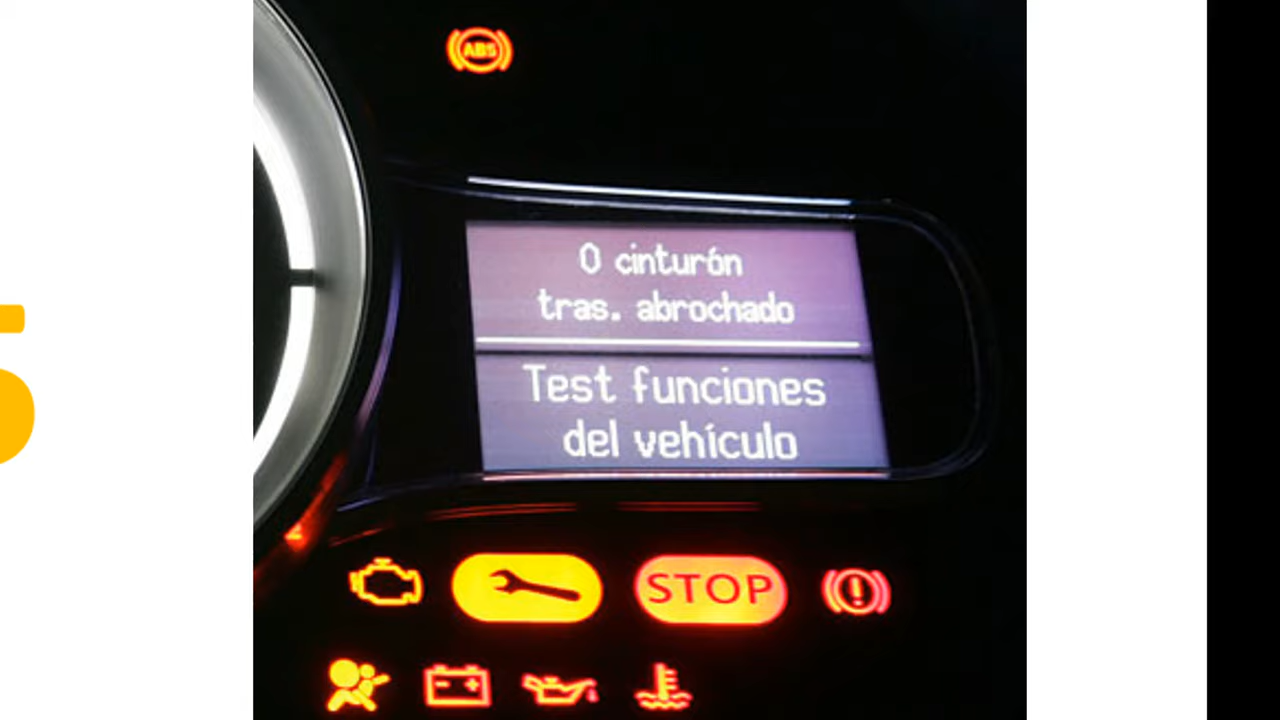 ABS
0 cinturón
tras. abrochado
Test funciones
del vehículo
STOP